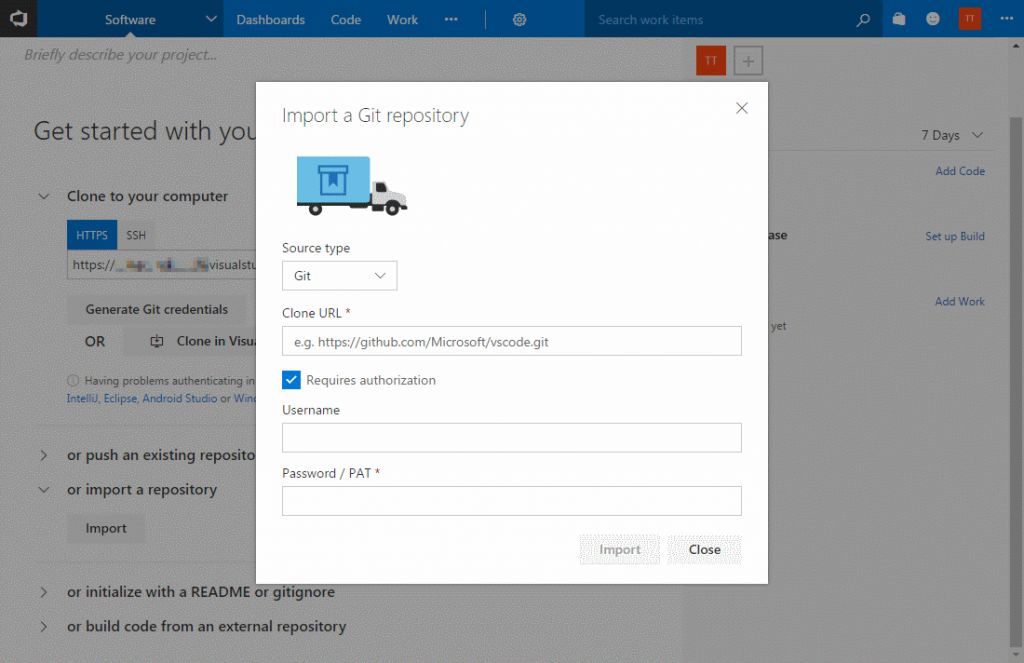 Software Dashboards Code Work ••• Search work items TT •••
Briefly describe your project...
TT +
Import a Git repository
Get started with you
7 Days
Add Code
Clone to your computer
HTTPS SSH
ase Set up Build
Source type
https:// visualstu
Git
Add Work
Generate Git credentials
Clone URL *
yet
OR Clone in Visua
e.g. https://github.com/Microsoft/vscode.git
Having problems authenticating in
Requires authorization
IntelliJ, Eclipse, Android Studio or Wind
Username
or push an existing reposito
Password / PAT *
or import a repository
Import
Import Close
or initialize with a README or gitignore
or build code from an external repository